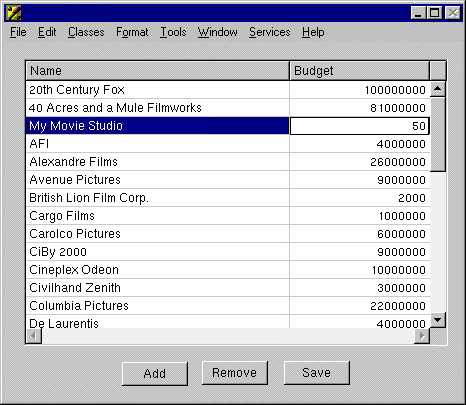 File Edit Classes Format Tools Window Services Help
Name Budget
20th Century Fox 100000000
40 Acres and a Mule Filmworks 81000000
My Movie Studio 50
AFI 4000000
Alexandre Films 26000000
Avenue Pictures 9000000
British Lion Film Corp. 2000
Cargo Films 1000000
Carolco Pictures 6000000
CiBy 2000 9000000
Cineplex Odeon 10000000
Civilhand Zenith 3000000
Columbia Pictures 22000000
De Laurentis 4000000
Add Remove Save